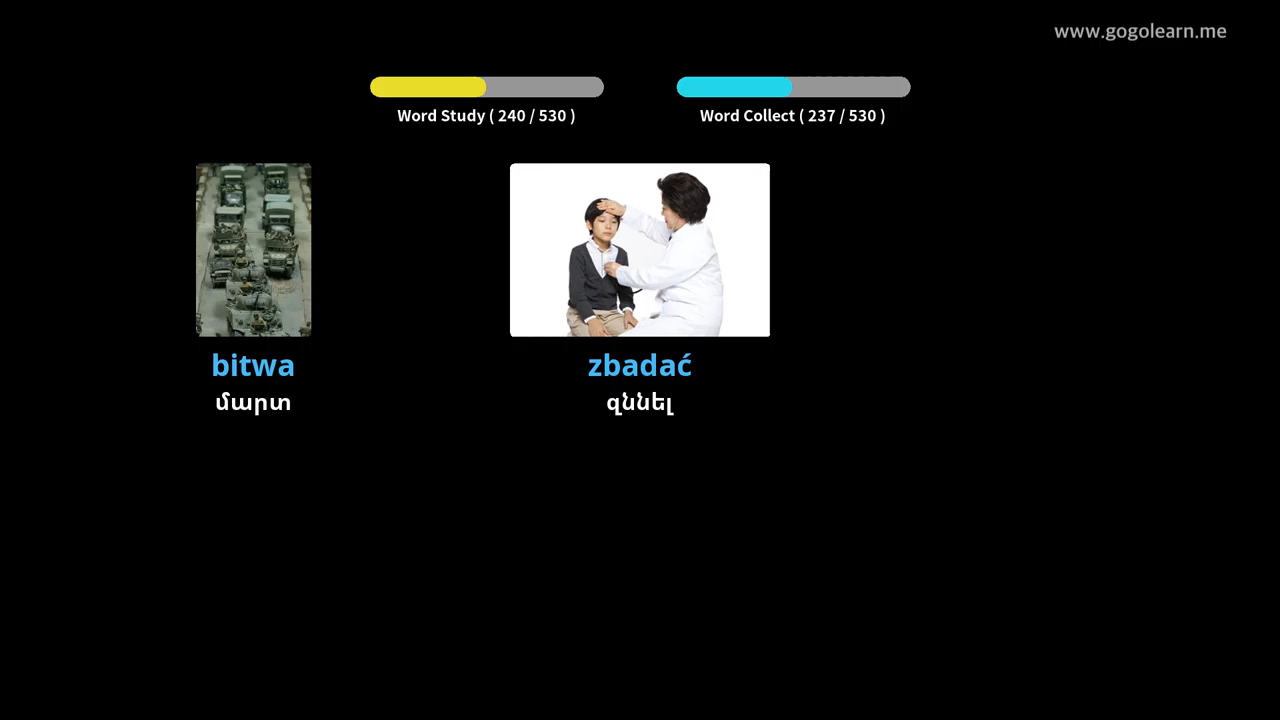 www.gogolearn.me
Word Study ( 240 / 530 )
Word Collect ( 237 / 530 )
bitwa
մարտ
zbadać
զննել